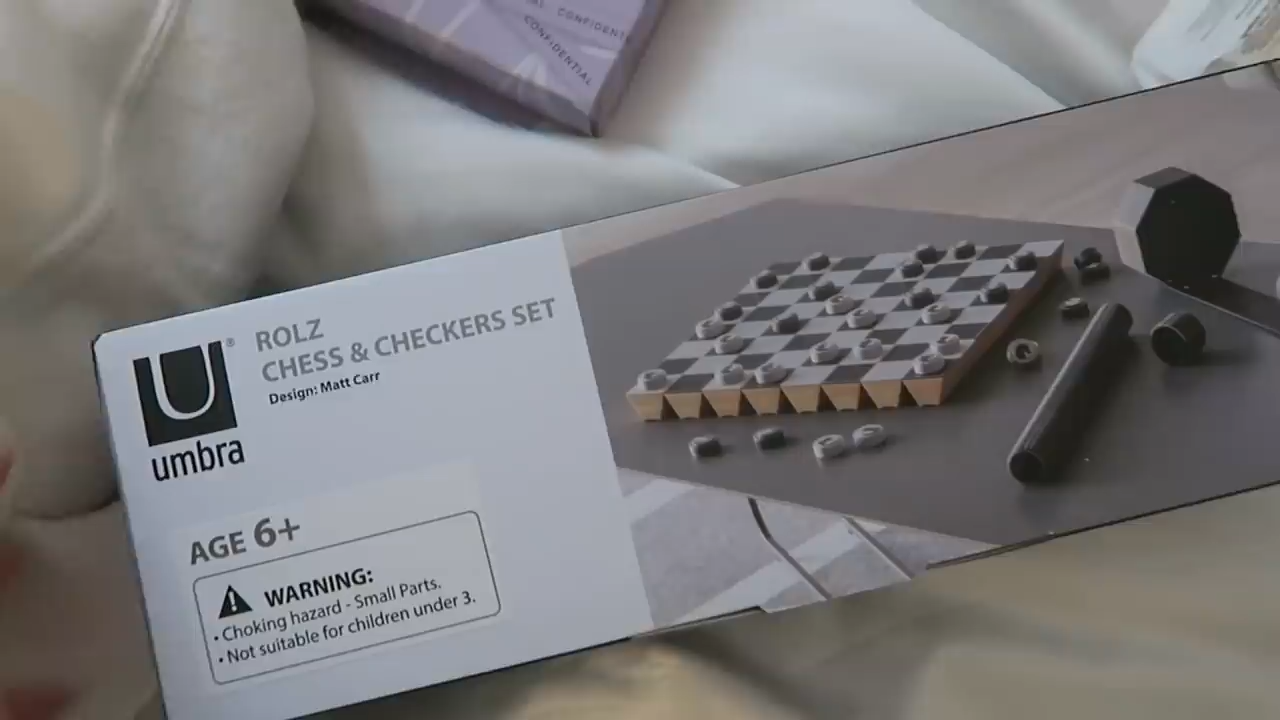 CONFIDENT
CONFIDENTIAL
U®
umbra
ROLZ
CHESS & CHECKERS SET
Design: Matt Carr
AGE 6+
WARNING:
• Choking hazard - Small Parts.
• Not suitable for children under 3.